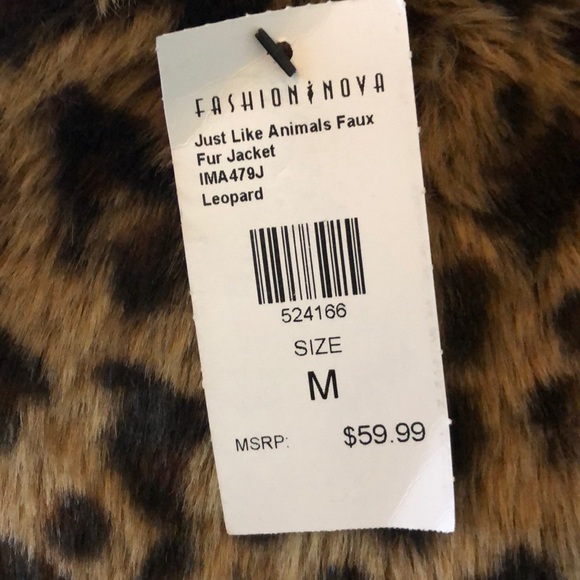 FASHION NOVA
Just Like Animals Faux
Fur Jacket
IMA479J
Leopard
524166
SIZE
M
MSRP: $59.99